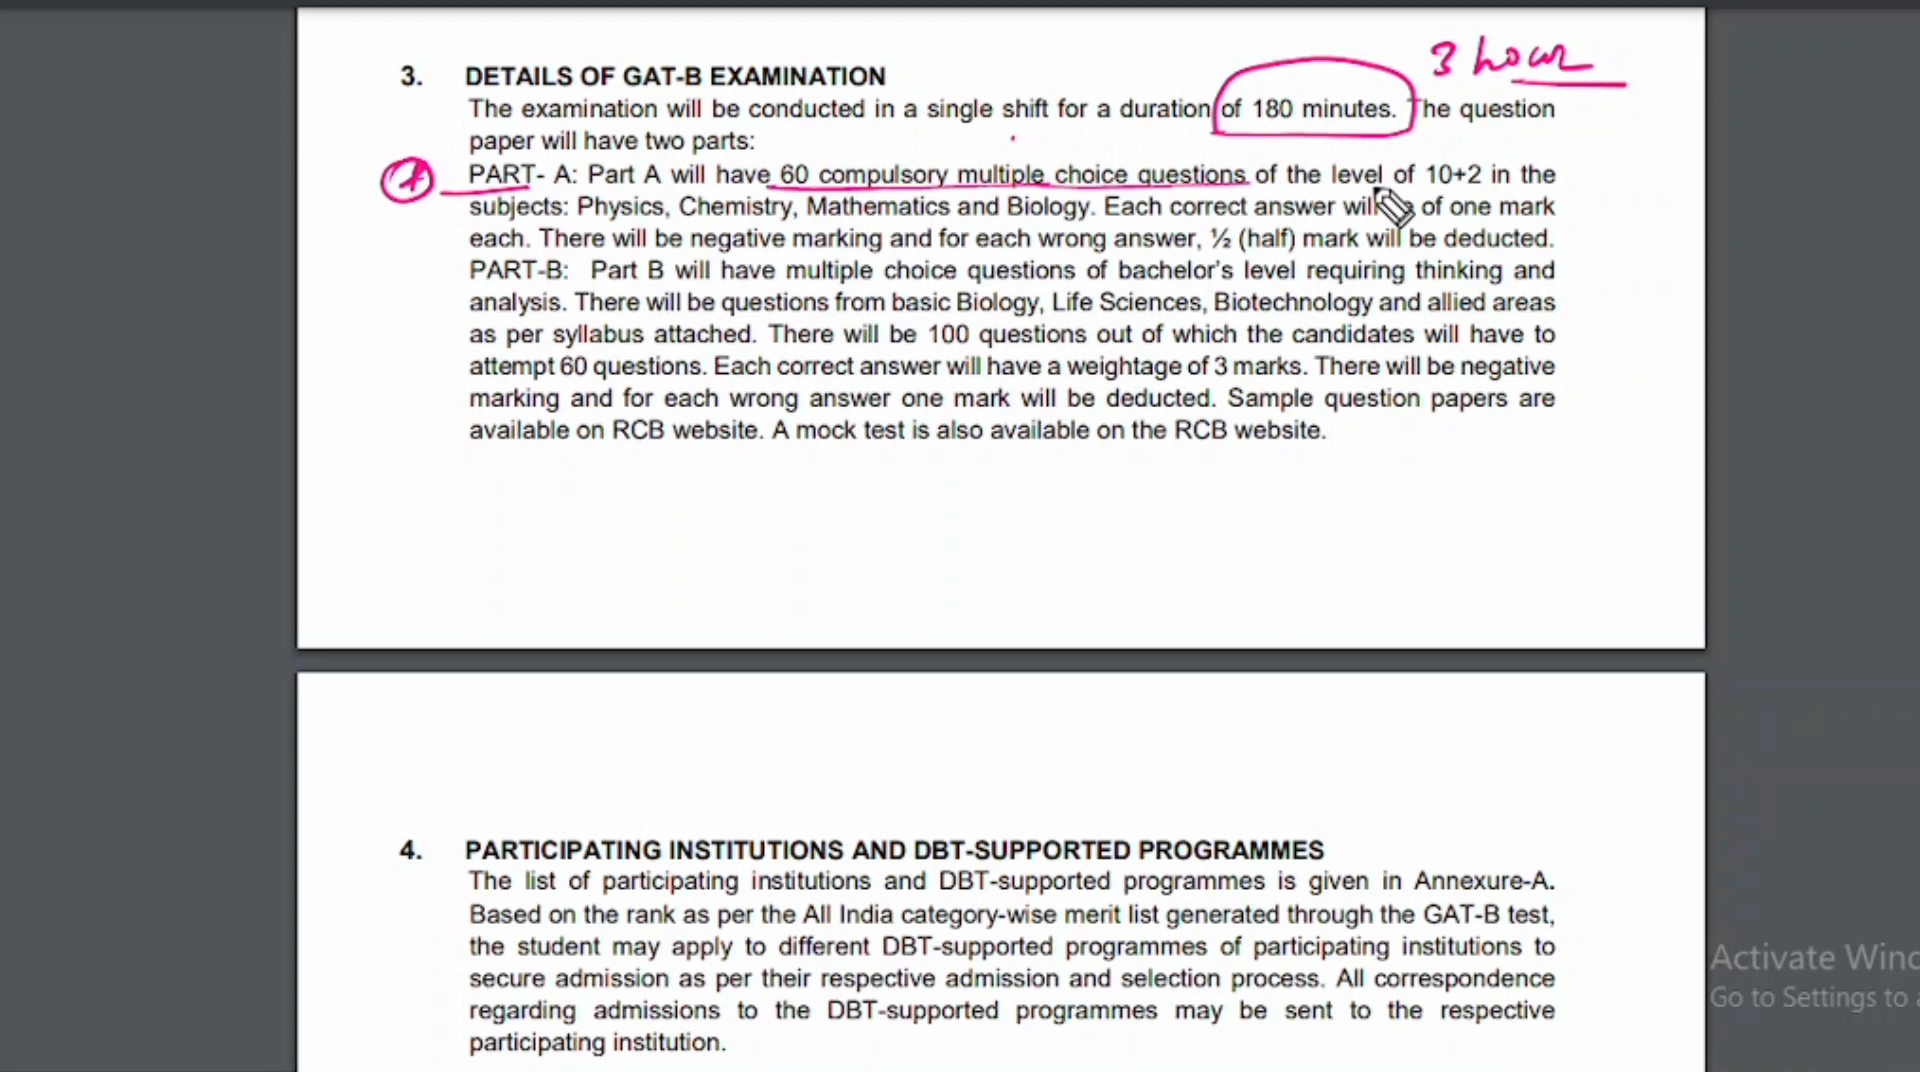 3 hour
3. DETAILS OF GAT-B EXAMINATION
The examination will be conducted in a single shift for a duration of 180 minutes. The question
paper will have two parts:
PART- A: Part A will have 60 compulsory multiple choice questions of the level of 10+2 in the
subjects: Physics, Chemistry, Mathematics and Biology. Each correct answer will of one mark
each. There will be negative marking and for each wrong answer, ½ (half) mark will be deducted.
PART-B: Part B will have multiple choice questions of bachelor's level requiring thinking and
analysis. There will be questions from basic Biology, Life Sciences, Biotechnology and allied areas
as per syllabus attached. There will be 100 questions out of which the candidates will have to
attempt 60 questions. Each correct answer will have a weightage of 3 marks. There will be negative
marking and for each wrong answer one mark will be deducted. Sample question papers are
available on RCB website. A mock test is also available on the RCB website.
4. PARTICIPATING INSTITUTIONS AND DBT-SUPPORTED PROGRAMMES
The list of participating institutions and DBT-supported programmes is given in Annexure-A.
Based on the rank as per the All India category-wise merit list generated through the GAT-B test,
the student may apply to different DBT-supported programmes of participating institutions to
secure admission as per their respective admission and selection process. All correspondence
regarding admissions to the DBT-supported programmes may be sent to the respective
participating institution.
Activate Wind
Go to Settings to a